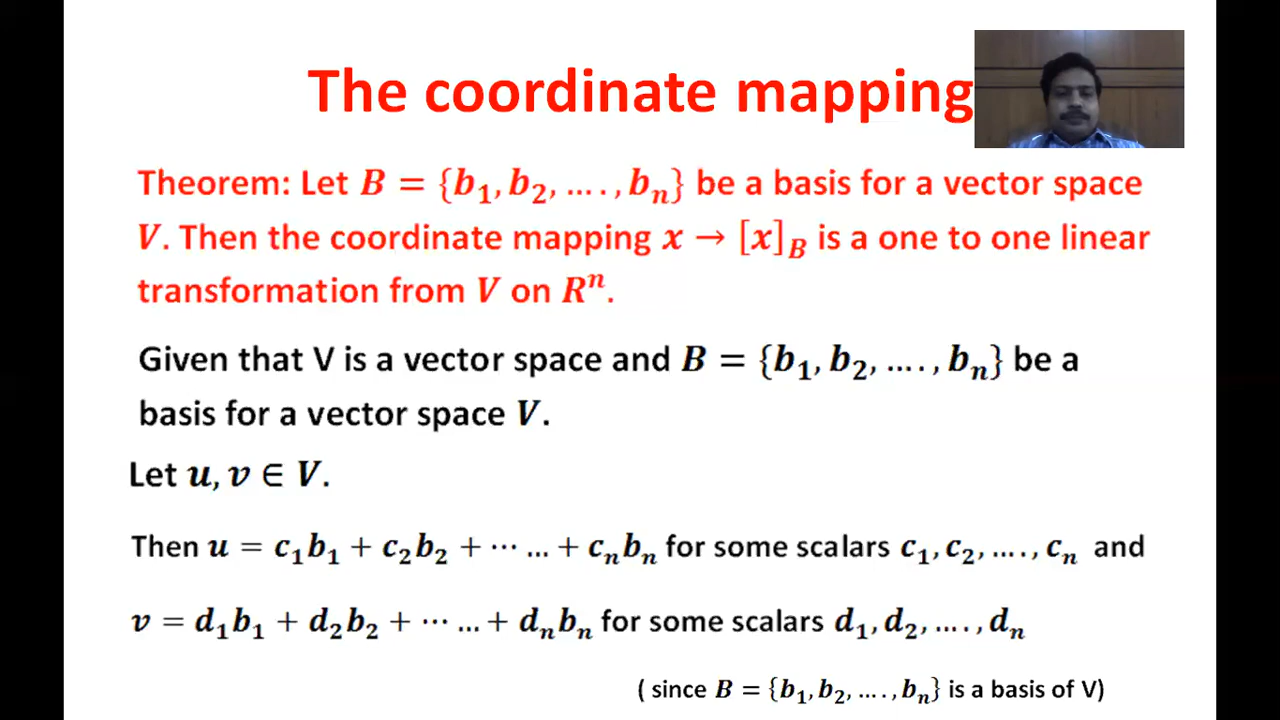 The coordinate mapping
Theorem: Let B = {b₁, b₂, … . , bₙ} be a basis for a vector space
V. Then the coordinate mapping x → [x]_B is a one to one linear
transformation from V on Rⁿ.
Given that V is a vector space and B = {b₁, b₂, … . , bₙ} be a
basis for a vector space V.
Let u, v ∈ V.
Then u = c₁b₁ + c₂b₂ + ⋯ … + cₙbₙ for some scalars c₁, c₂, … . , cₙ and
v = d₁b₁ + d₂b₂ + ⋯ … + dₙbₙ for some scalars d₁, d₂, … . , dₙ
( since B = {b₁, b₂, … . , bₙ} is a basis of V)